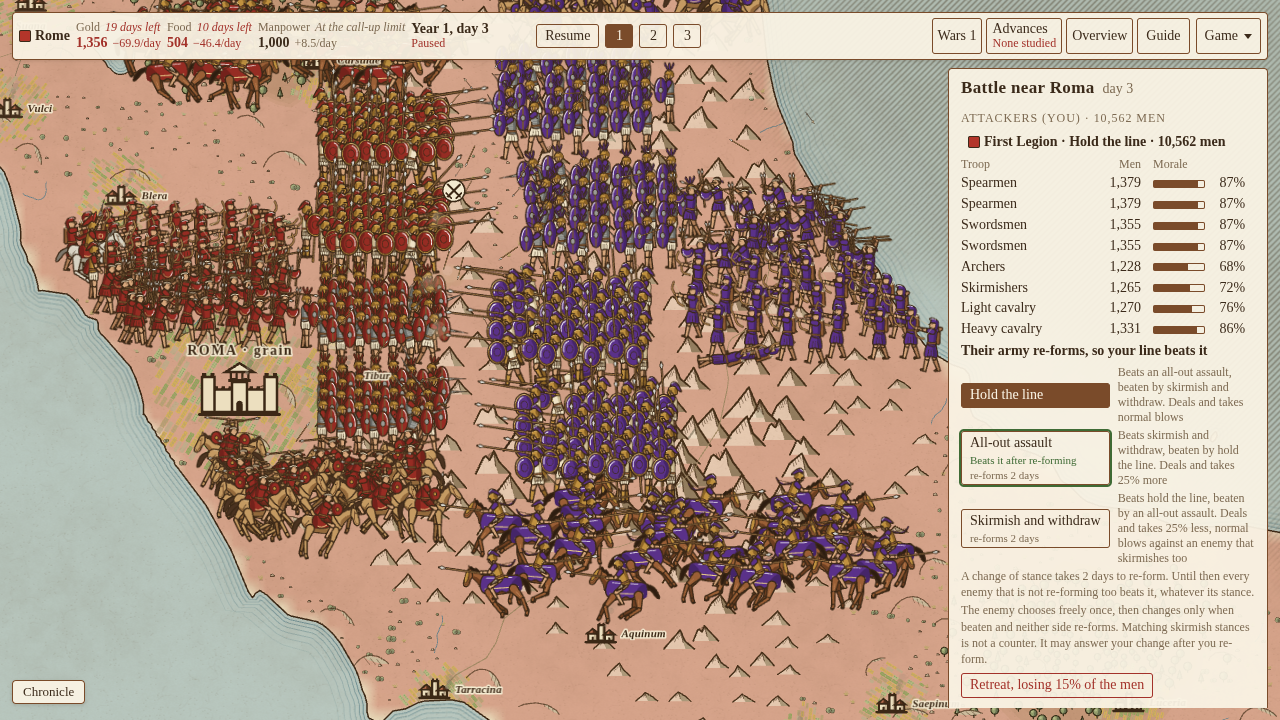 Rome
Gold 19 days left
1,356 −69.9/day
Food 10 days left
504 −46.4/day
Manpower At the call-up limit
1,000 +8.5/day
Year 1, day 3
Paused
Resume
1
2
3
Wars 1
Advances
None studied
Overview
Guide
Game
Vulci
Blera
ROMA · grain
Tibur
Aquinum
Tarracina
Chronicle
Battle near Roma day 3
ATTACKERS (YOU) · 10,562 MEN
First Legion · Hold the line · 10,562 men
Troop Men Morale
Spearmen 1,379 87%
Spearmen 1,379 87%
Swordsmen 1,355 87%
Swordsmen 1,355 87%
Archers 1,228 68%
Skirmishers 1,265 72%
Light cavalry 1,270 76%
Heavy cavalry 1,331 86%
Their army re-forms, so your line beats it
Hold the line
Beats an all-out assault,
beaten by skirmish and
withdraw. Deals and takes
normal blows
All-out assault
Beats it after re-forming
re-forms 2 days
Beats skirmish and
withdraw, beaten by hold
the line. Deals and takes
25% more
Skirmish and withdraw
re-forms 2 days
Beats hold the line, beaten
by an all-out assault. Deals
and takes 25% less, normal
blows against an enemy that
skirmishes too
A change of stance takes 2 days to re-form. Until then every
enemy that is not re-forming too beats it, whatever its stance.
The enemy chooses freely once, then changes only when
beaten and neither side re-forms. Matching skirmish stances
is not a counter. It may answer your change after you re-
form.
Retreat, losing 15% of the men